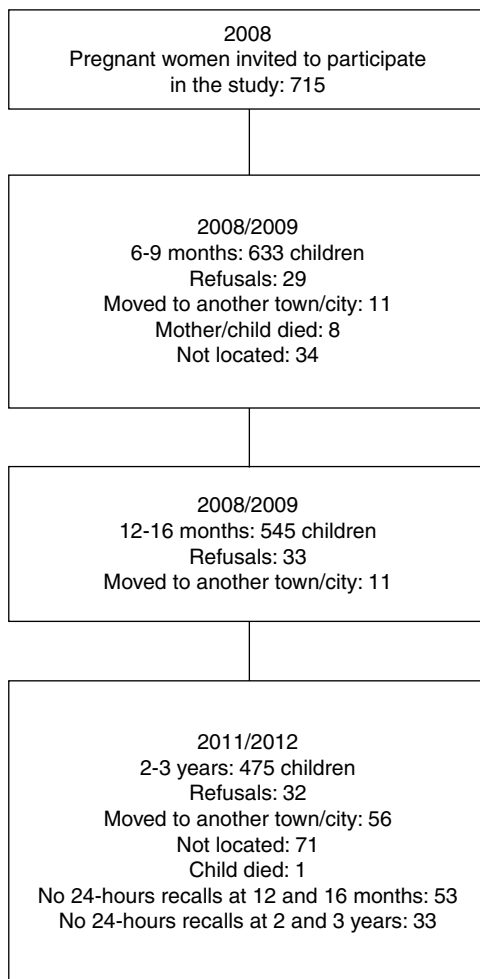 2008
Pregnant women invited to participate
in the study: 715
2008/2009
6-9 months: 633 children
Refusals: 29
Moved to another town/city: 11
Mother/child died: 8
Not located: 34
2008/2009
12-16 months: 545 children
Refusals: 33
Moved to another town/city: 11
2011/2012
2-3 years: 475 children
Refusals: 32
Moved to another town/city: 56
Not located: 71
Child died: 1
No 24-hours recalls at 12 and 16 months: 53
No 24-hours recalls at 2 and 3 years: 33